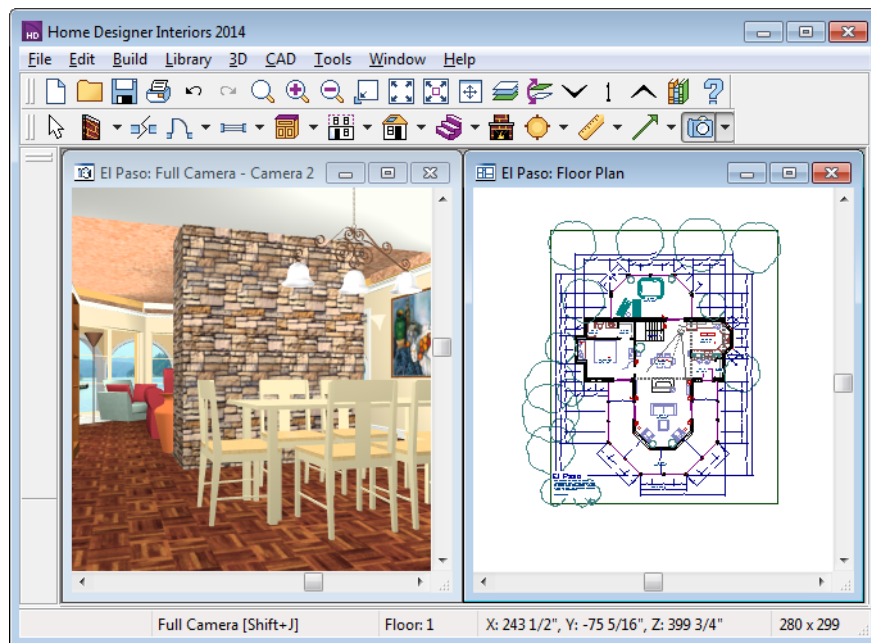 HD Home Designer Interiors 2014
File Edit Build Library 3D CAD Tools Window Help
1
El Paso: Full Camera - Camera 2
El Paso: Floor Plan
El Paso
Full Camera [Shift+J] Floor: 1 X: 243 1/2", Y: -75 5/16", Z: 399 3/4" 280 x 299